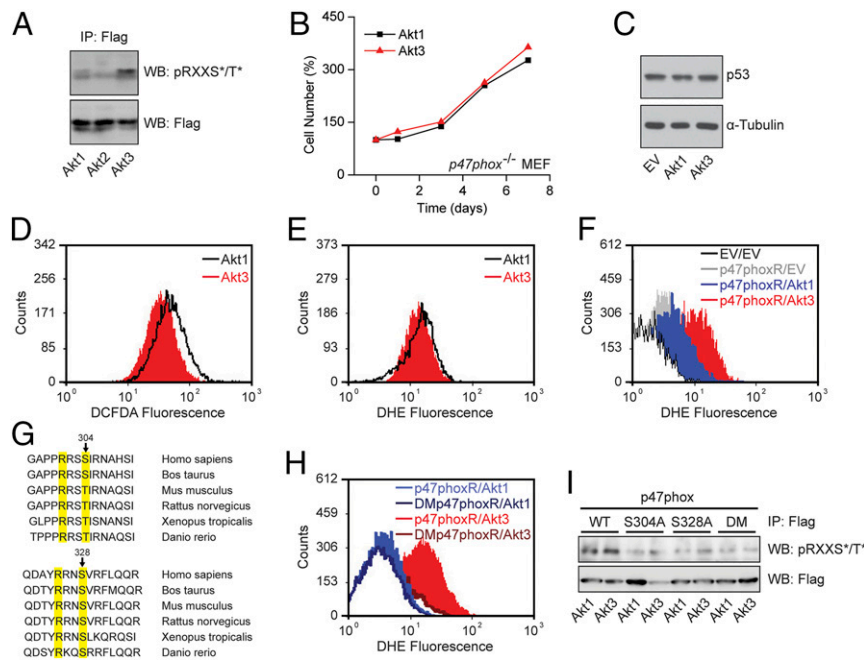 A
IP: Flag
WB: pRXXS*/T*
WB: Flag
Akt1
Akt2
Akt3
B
Akt1
Akt3
450
350
250
150
50
Cell Number (%)
p47phox-/- MEF
0 2 4 6 8
Time (days)
C
p53
α-Tubulin
EV
Akt1
Akt3
D
342
256
171
85
0
Counts
Akt1
Akt3
10^0 10^1 10^2 10^3
DCFDA Fluorescence
E
373
279
186
93
0
Counts
Akt1
Akt3
10^0 10^1 10^2 10^3
DHE Fluorescence
F
612
459
306
153
0
Counts
EV/EV
p47phoxR/EV
p47phoxR/Akt1
p47phoxR/Akt3
10^0 10^1 10^2 10^3
DHE Fluorescence
G
304
GAPPRRSSIRNAHSI Homo sapiens
GAPPRRSSIRNAHSI Bos taurus
GAPPRRSTIRNAQSI Mus musculus
GAPPRRSTIRNAQSI Rattus norvegicus
GLPPRRSTISNANSI Xenopus tropicalis
TPPPRRSTIRNAQSI Danio rerio
328
QDAYRRNSVRFLQQR Homo sapiens
QDTYRRNSVRFMQQR Bos taurus
QDTYRRNSVRFLQQR Mus musculus
QDTYRRNSVRFLQQR Rattus norvegicus
QDTYRRNSLKQRQSI Xenopus tropicalis
QDSYRKQSRRFLQQR Danio rerio
H
612
459
306
153
0
Counts
p47phoxR/Akt1
DMp47phoxR/Akt1
p47phoxR/Akt3
DMp47phoxR/Akt3
10^0 10^1 10^2 10^3
DHE Fluorescence
I
p47phox
WT S304A S328A DM IP: Flag
WB: pRXXS*/T*
WB: Flag
Akt1 Akt3 Akt1 Akt3 Akt1 Akt3 Akt1 Akt3